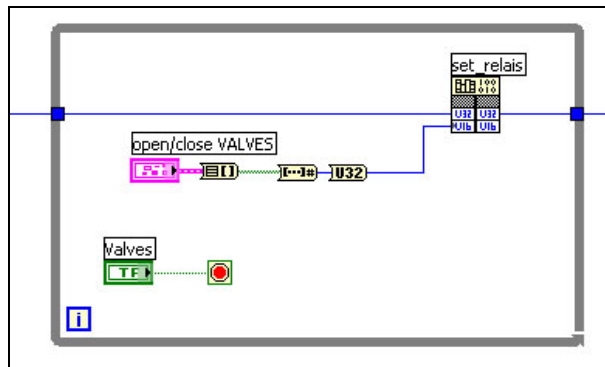 set_relais
U32 U32
U16 U16
open/close VALVES
[...]# U32
Valves
TF
i